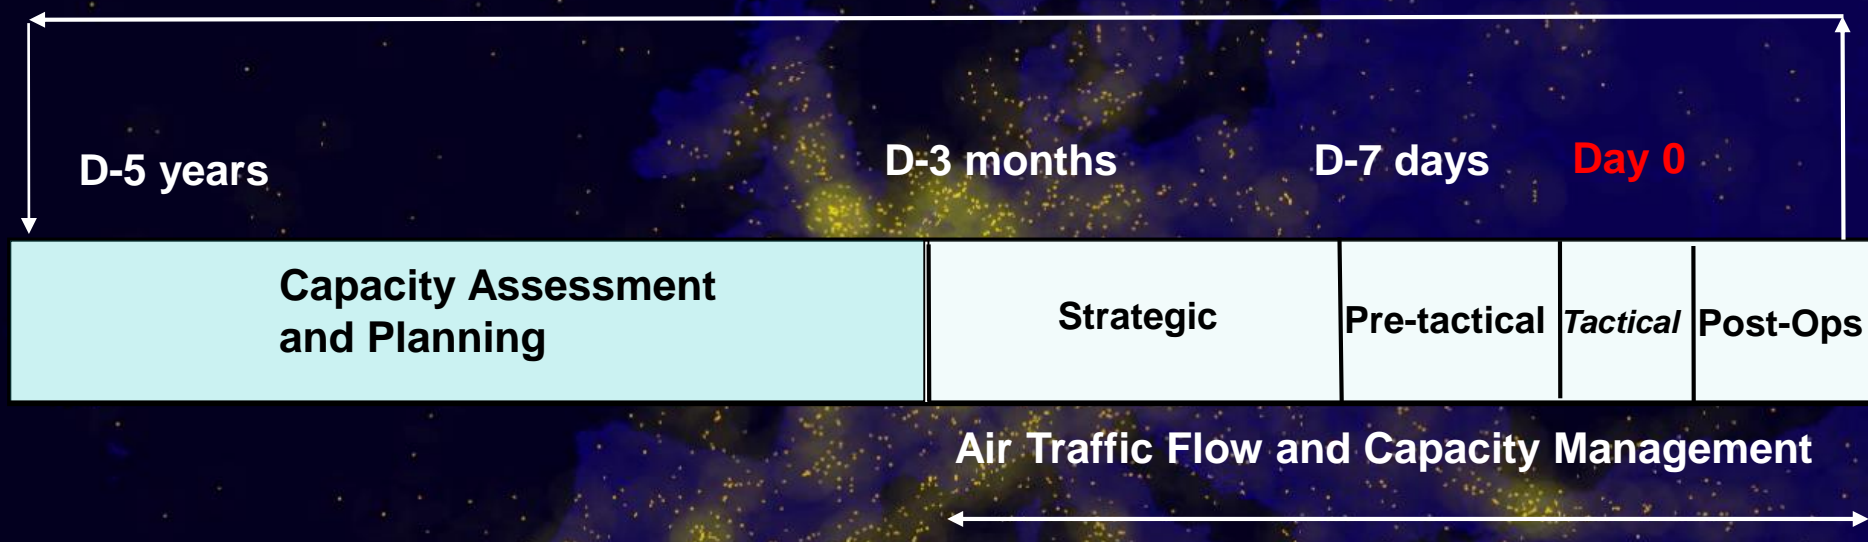 D-5 years
D-3 months
D-7 days
Day 0
Capacity Assessment
and Planning
Strategic
Pre-tactical
Tactical
Post-Ops
Air Traffic Flow and Capacity Management